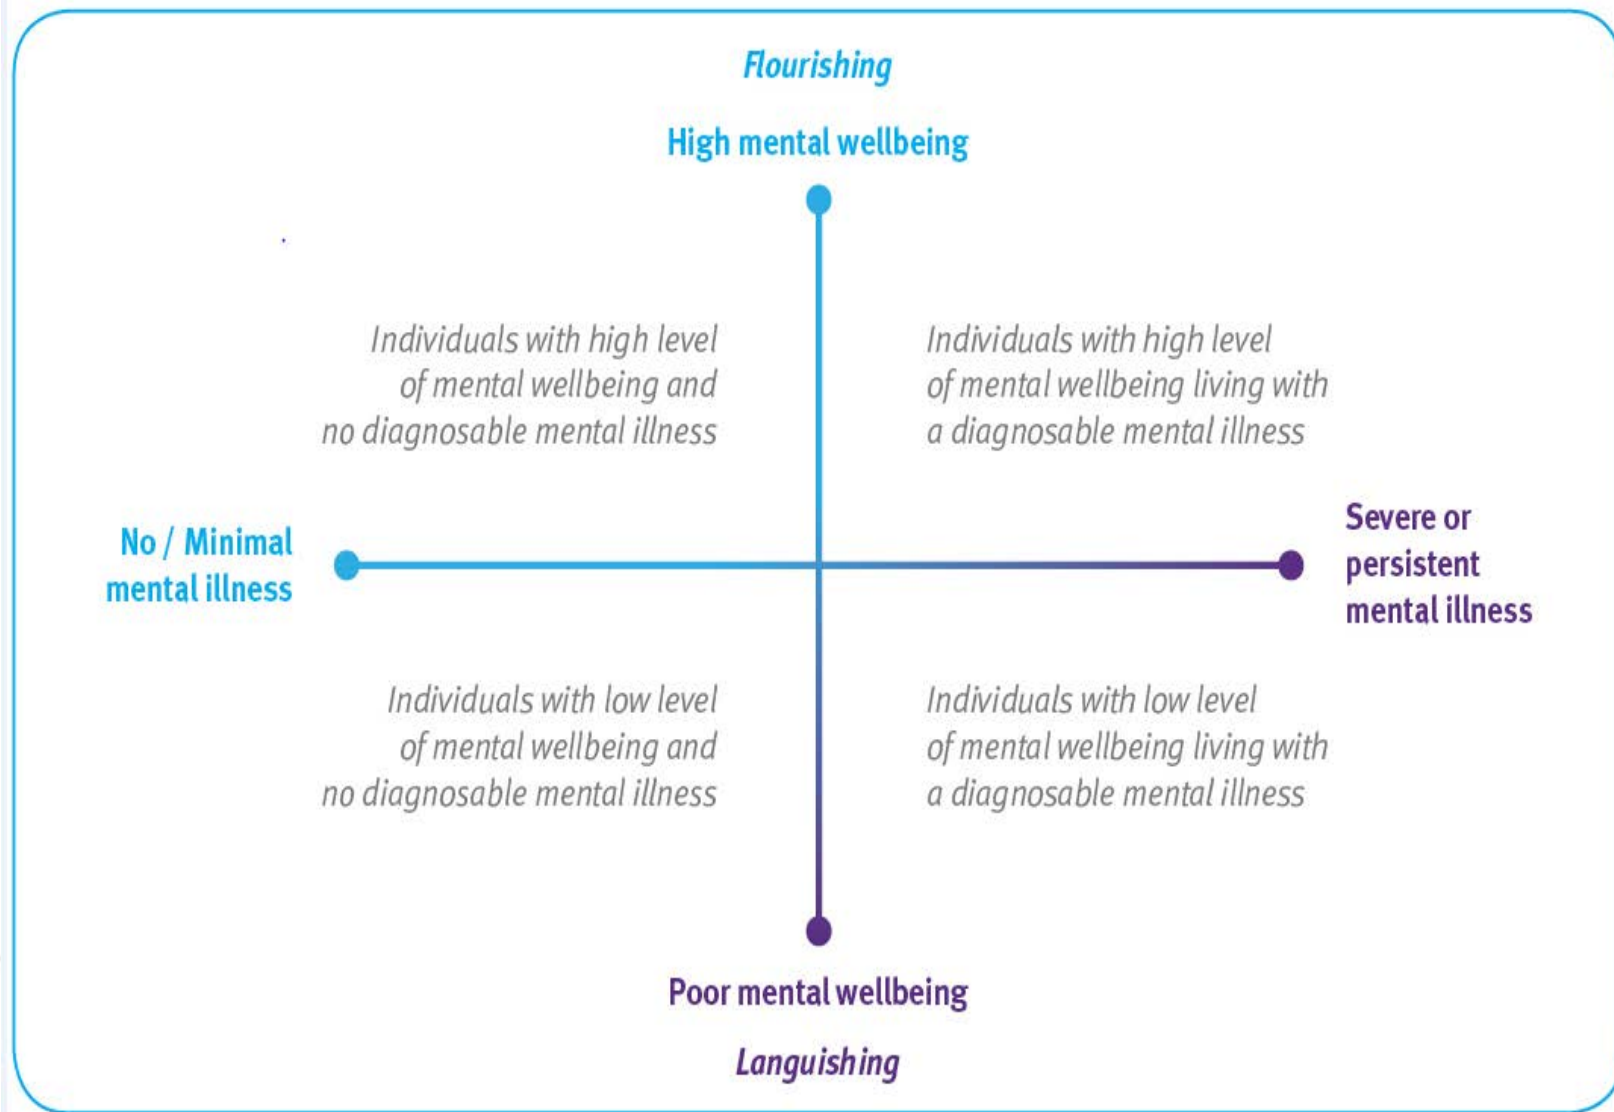 Flourishing
High mental wellbeing
Individuals with high level
of mental wellbeing and
no diagnosable mental illness
Individuals with high level
of mental wellbeing living with
a diagnosable mental illness
No / Minimal
mental illness
Severe or
persistent
mental illness
Individuals with low level
of mental wellbeing and
no diagnosable mental illness
Individuals with low level
of mental wellbeing living with
a diagnosable mental illness
Poor mental wellbeing
Languishing